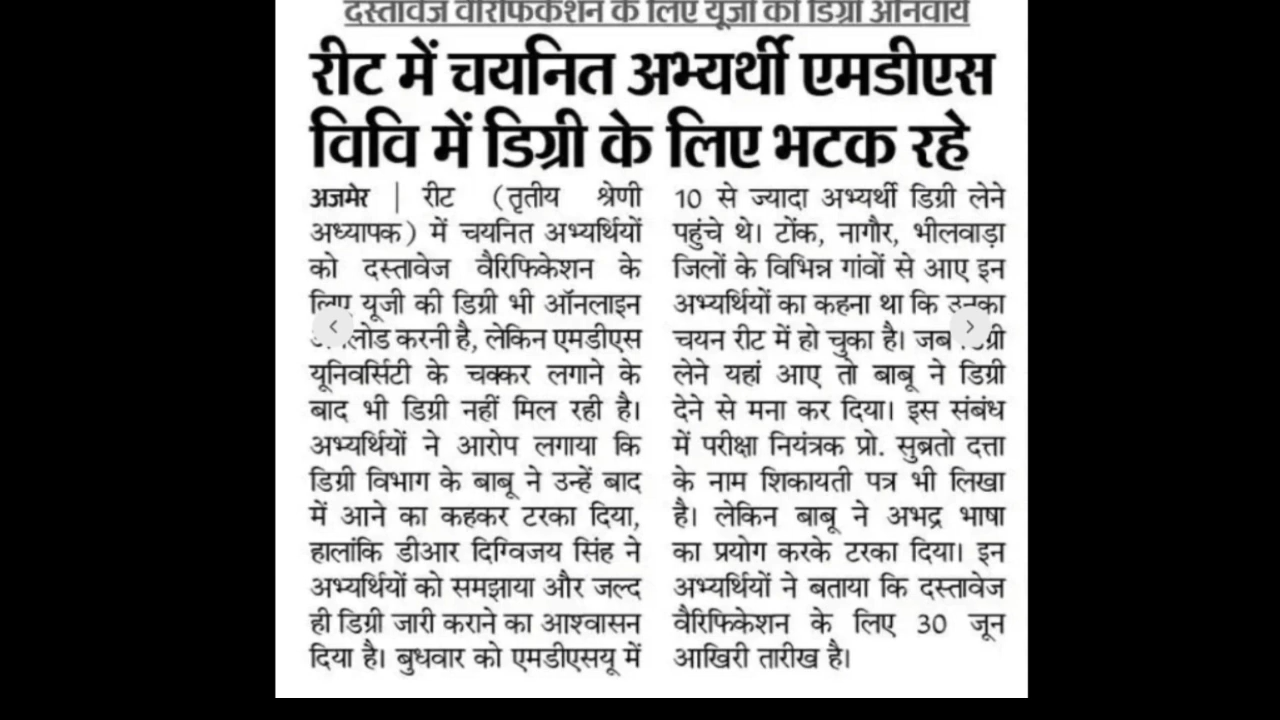 दस्तावेज वैरिफिकेशन के लिए यूजी की डिग्री अनिवार्य
रीट में चयनित अभ्यर्थी एमडीएस
विवि में डिग्री के लिए भटक रहे
अजमेर | रीट (तृतीय श्रेणी
अध्यापक) में चयनित अभ्यर्थियों
को दस्तावेज वैरिफिकेशन के
लिए यूजी की डिग्री भी ऑनलाइन
करनी है, लेकिन एमडीएस
यूनिवर्सिटी के चक्कर लगाने के
बाद भी डिग्री नहीं मिल रही है।
अभ्यर्थियों ने आरोप लगाया कि
डिग्री विभाग के बाबू ने उन्हें बाद
में आने का कहकर टरका दिया,
हालांकि डीआर दिग्विजय सिंह ने
अभ्यर्थियों को समझाया और जल्द
ही डिग्री जारी कराने का आश्वासन
दिया है। बुधवार को एमडीएसयू में
10 से ज्यादा अभ्यर्थी डिग्री लेने
पहुंचे थे। टोंक, नागौर, भीलवाड़ा
जिलों के विभिन्न गांवों से आए इन
अभ्यर्थियों का कहना था कि उनका
चयन रीट में हो चुका है। जब डिग्री
लेने यहां आए तो बाबू ने डिग्री
देने से मना कर दिया। इस संबंध
में परीक्षा नियंत्रक प्रो. सुब्रतो दत्ता
के नाम शिकायती पत्र भी लिखा
है। लेकिन बाबू ने अभद्र भाषा
का प्रयोग करके टरका दिया। इन
अभ्यर्थियों ने बताया कि दस्तावेज
वैरिफिकेशन के लिए 30 जून
आखिरी तारीख है।